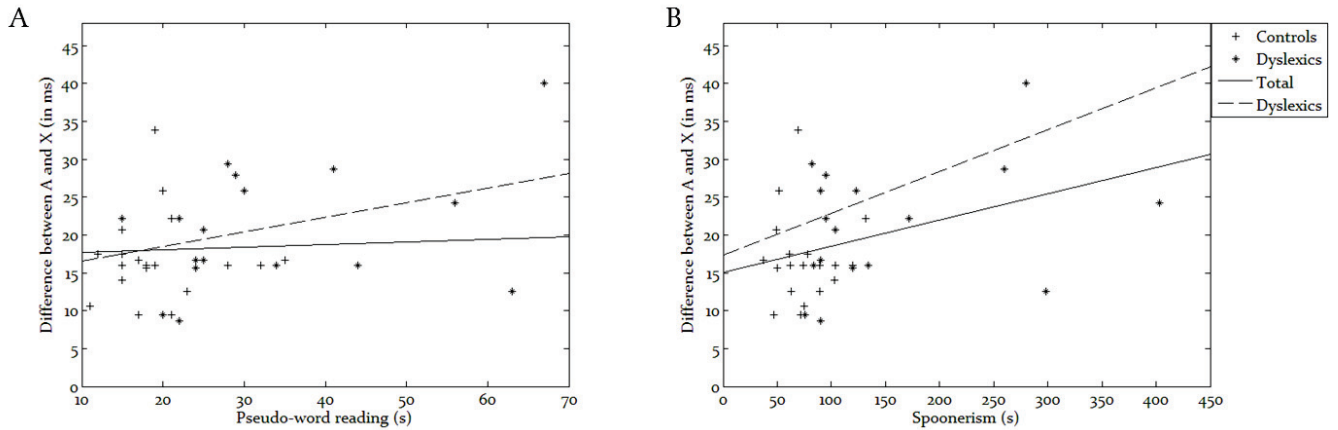 A
Difference between A and X (in ms)
45
40
35
30
25
20
15
10
5
0
10 20 30 40 50 60 70
Pseudo-word reading (s)
B
Difference between A and X (in ms)
45
40
35
30
25
20
15
10
5
0
0 50 100 150 200 250 300 350 400 450
Spoonerism (s)
Controls
Dyslexics
Total
Dyslexics